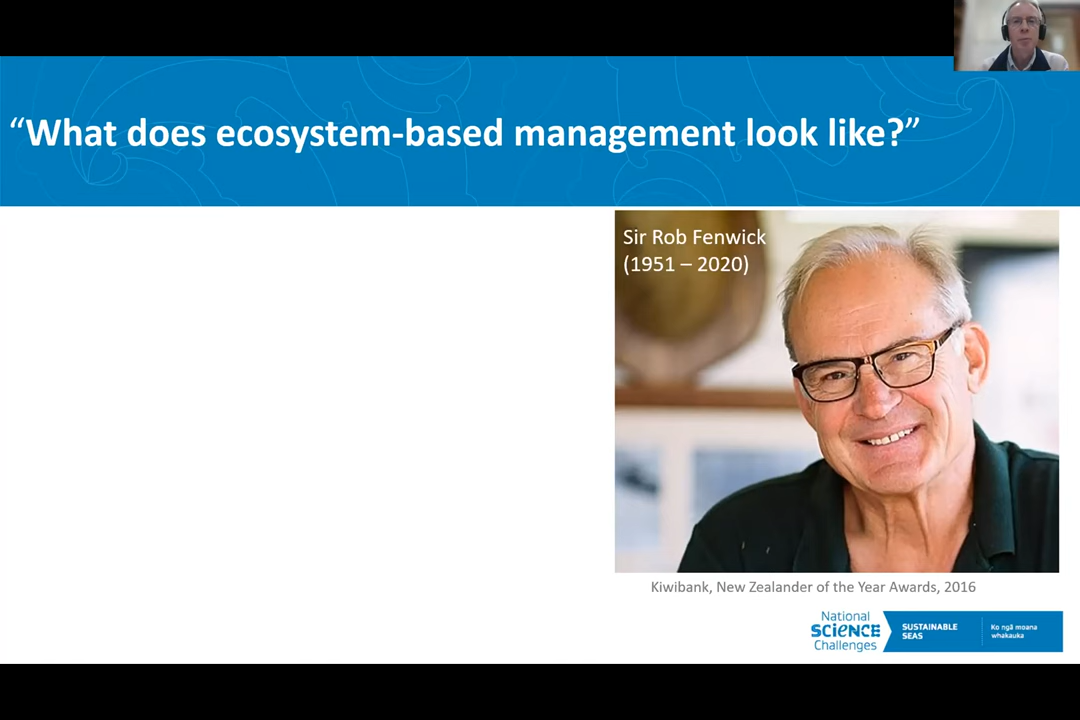 “What does ecosystem-based management look like?”
Sir Rob Fenwick
(1951 – 2020)
Kiwibank, New Zealander of the Year Awards, 2016
National
SCIENCE
Challenges
SUSTAINABLE
SEAS
Ko ngā moana
whakauka